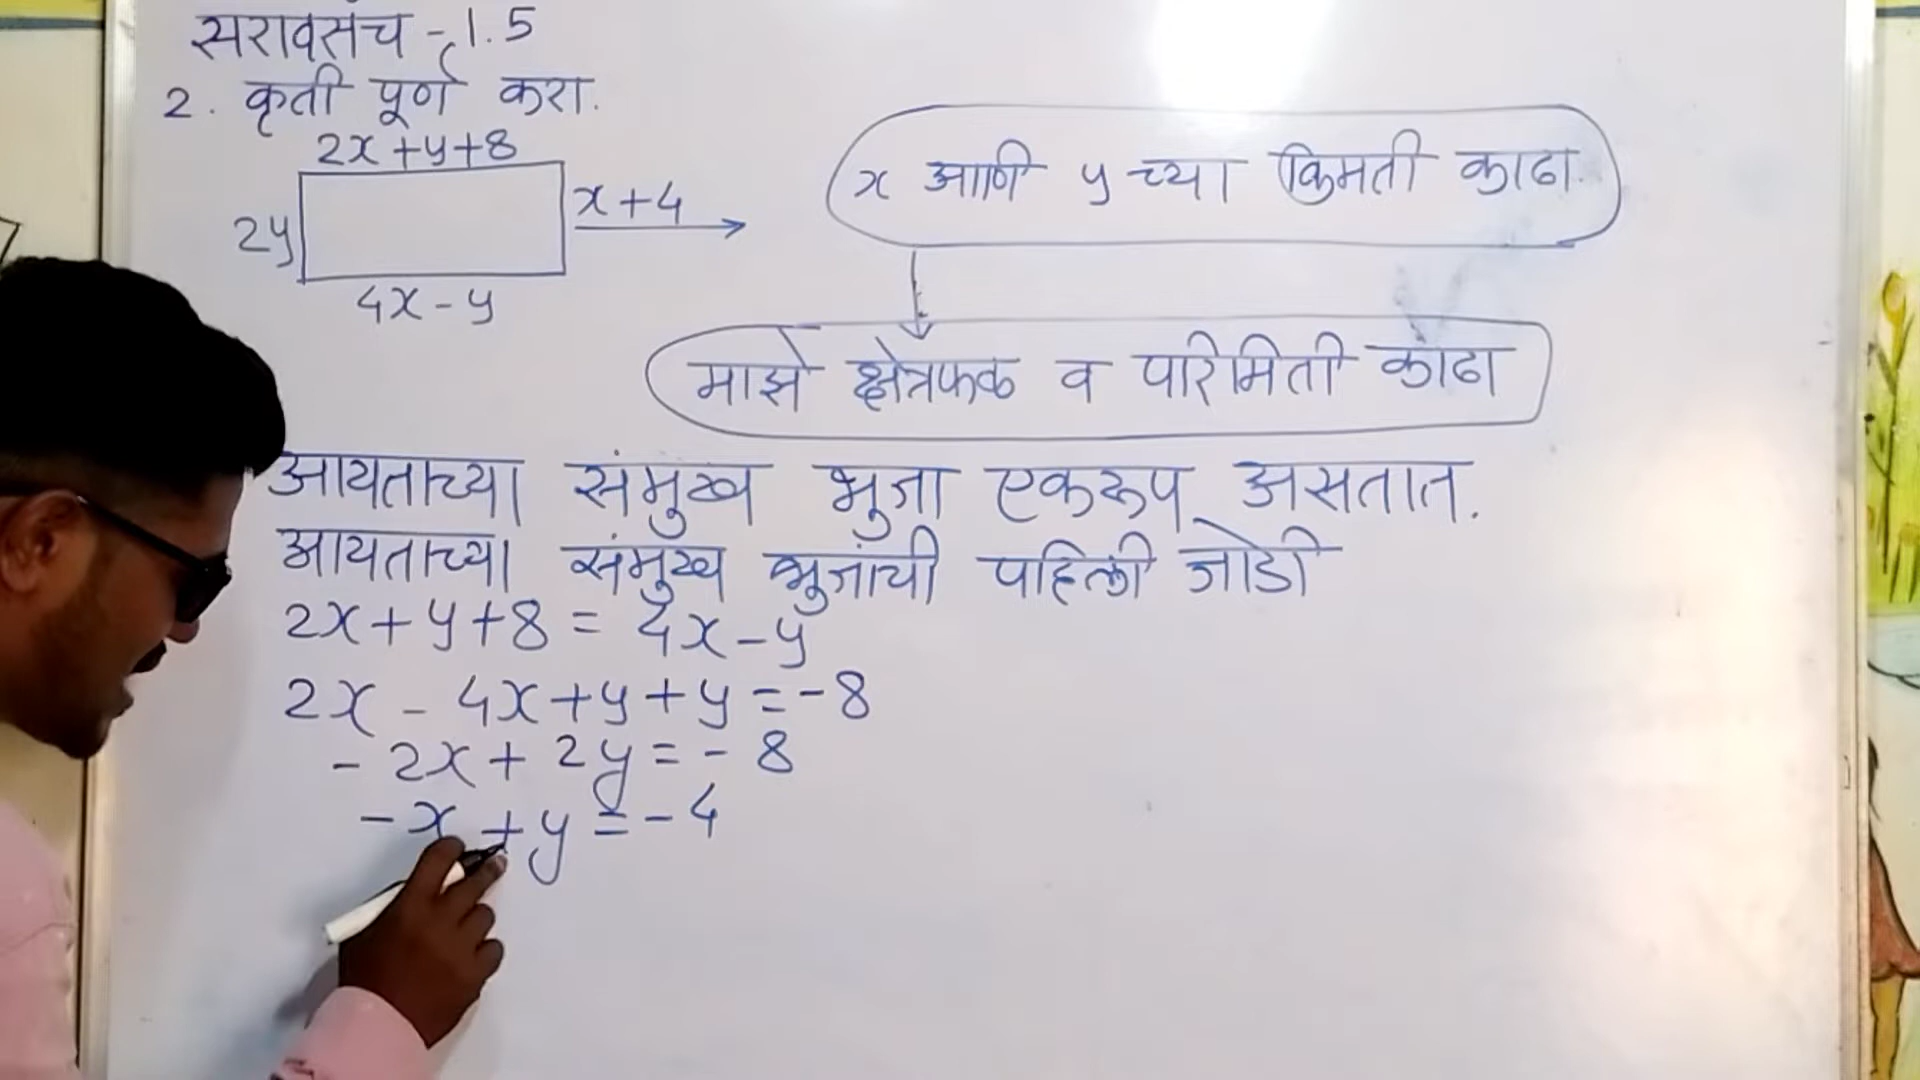 सरावसंच - 1.5
2. कृती पूर्ण करा.
2x + y + 8
2y
x + 4
4x - y
x आणि y च्या किमती काढा.
माझे क्षेत्रफळ व परिमिती काढा
आयताच्या संमुख भुजा एकरूप असतात.
आयताच्या संमुख भुजांची पहिली जोडी
2x + y + 8 = 4x - y
2x - 4x + y + y = - 8
- 2x + 2y = - 8
- x + y = - 4